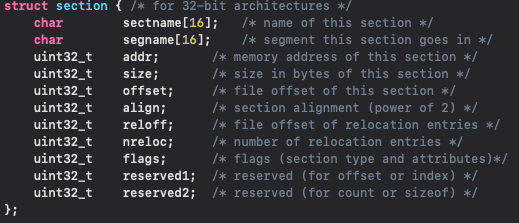 struct section { /* for 32-bit architectures */
char sectname[16]; /* name of this section */
char segname[16]; /* segment this section goes in */
uint32_t addr; /* memory address of this section */
uint32_t size; /* size in bytes of this section */
uint32_t offset; /* file offset of this section */
uint32_t align; /* section alignment (power of 2) */
uint32_t reloff; /* file offset of relocation entries */
uint32_t nreloc; /* number of relocation entries */
uint32_t flags; /* flags (section type and attributes)*/
uint32_t reserved1; /* reserved (for offset or index) */
uint32_t reserved2; /* reserved (for count or sizeof) */
};